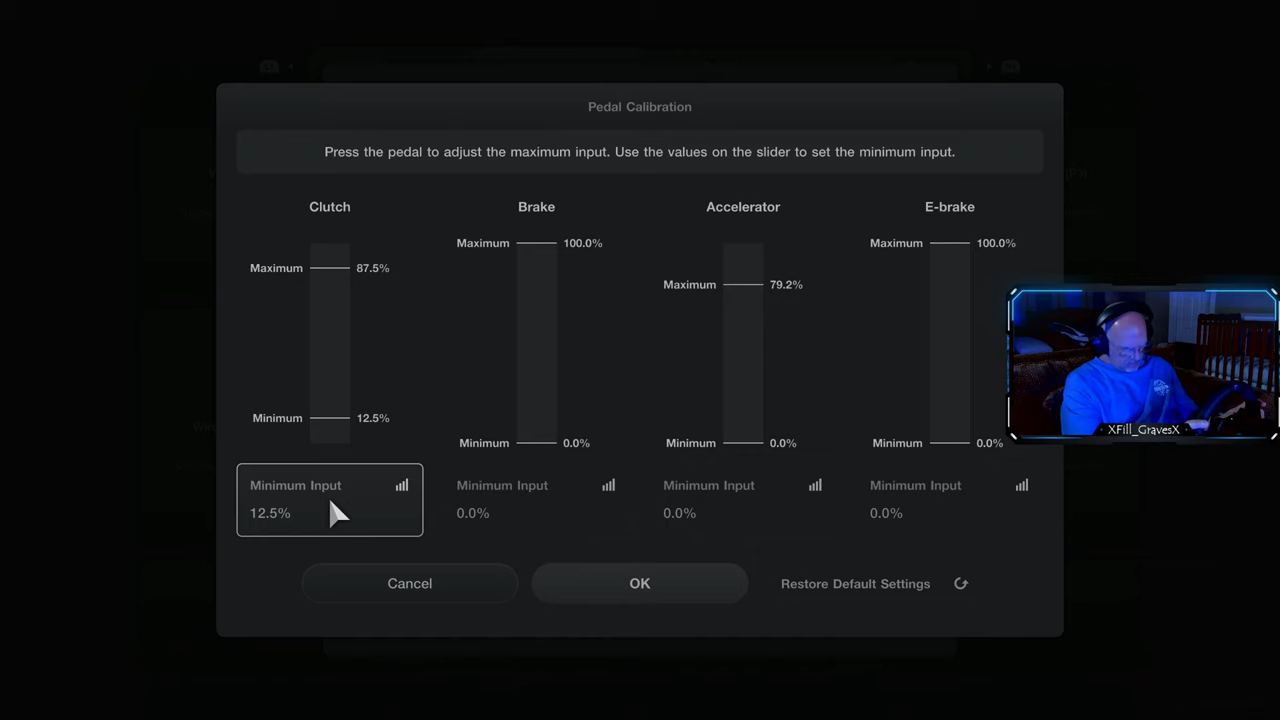 Pedal Calibration
Press the pedal to adjust the maximum input. Use the values on the slider to set the minimum input.
Clutch
Brake
Accelerator
E-brake
Maximum 87.5%
Minimum 12.5%
Maximum 100.0%
Minimum 0.0%
Maximum 79.2%
Minimum 0.0%
Maximum 100.0%
Minimum 0.0%
Minimum Input
12.5%
Minimum Input
0.0%
Minimum Input
0.0%
Minimum Input
0.0%
Cancel
OK
Restore Default Settings
XFill_GravesX